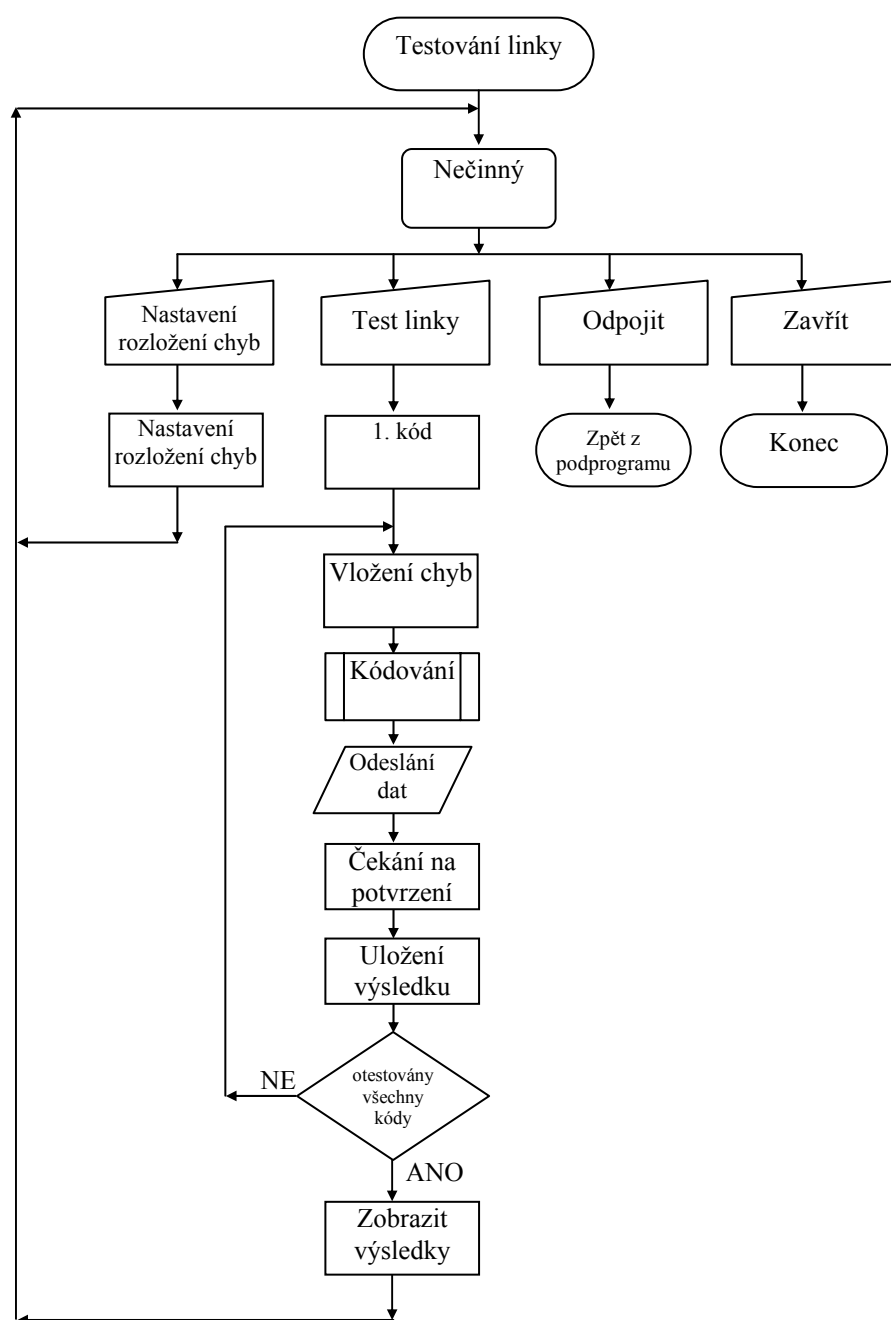 Testování linky
Nečinný
Nastavení
rozložení chyb
Test linky
Odpojit
Zavřít
Nastavení
rozložení chyb
1. kód
Zpět z
podprogramu
Konec
Vložení chyb
Kódování
Odeslání
dat
Čekání na
potvrzení
Uložení
výsledku
NE
otestovány
všechny
kódy
ANO
Zobrazit
výsledky